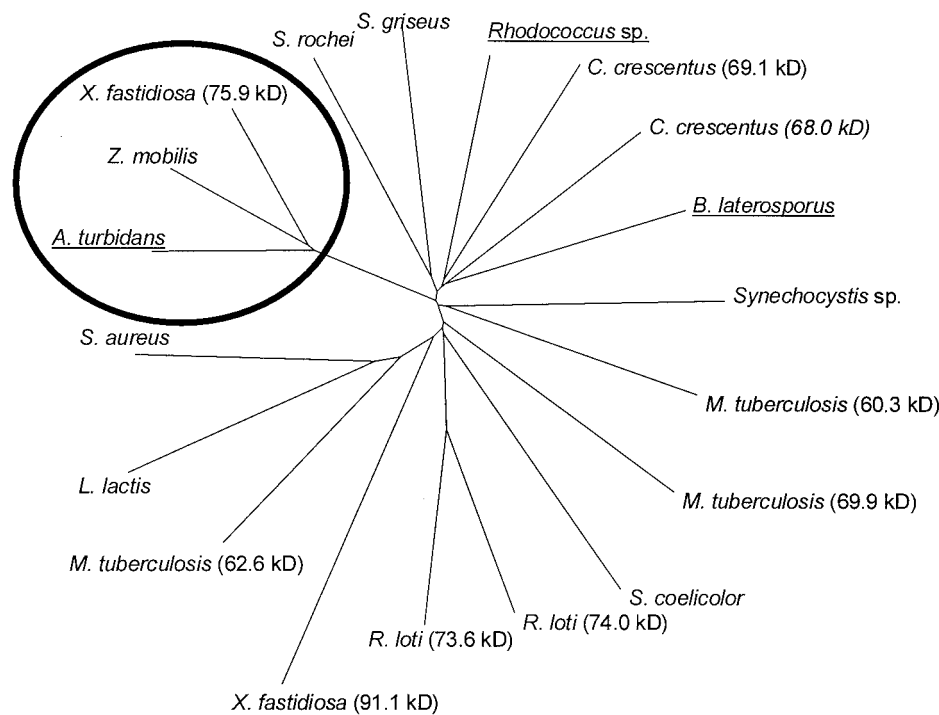 S. griseus
S. rochei
Rhodococcus sp.
C. crescentus (69.1 kD)
X. fastidiosa (75.9 kD)
C. crescentus (68.0 kD)
Z. mobilis
B. laterosporus
A. turbidans
Synechocystis sp.
S. aureus
M. tuberculosis (60.3 kD)
L. lactis
M. tuberculosis (69.9 kD)
M. tuberculosis (62.6 kD)
S. coelicolor
R. loti (74.0 kD)
R. loti (73.6 kD)
X. fastidiosa (91.1 kD)